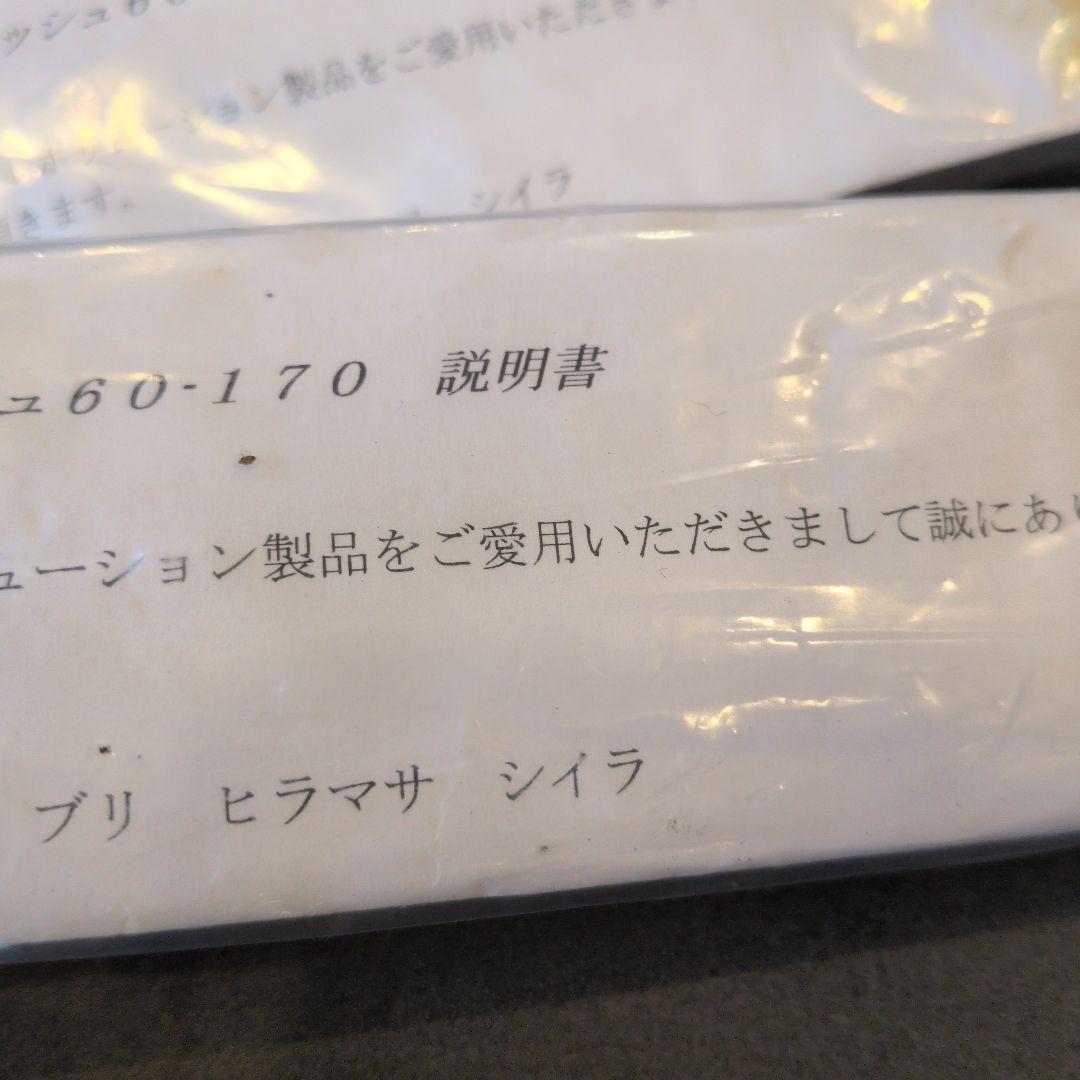 ッシュ6
ーション製品をご愛用いただきま
きます。
シイラ
ュ６０-１７０　説明書
ューション製品をご愛用いただきまして誠にあり
ブリ　ヒラマサ　シイラ